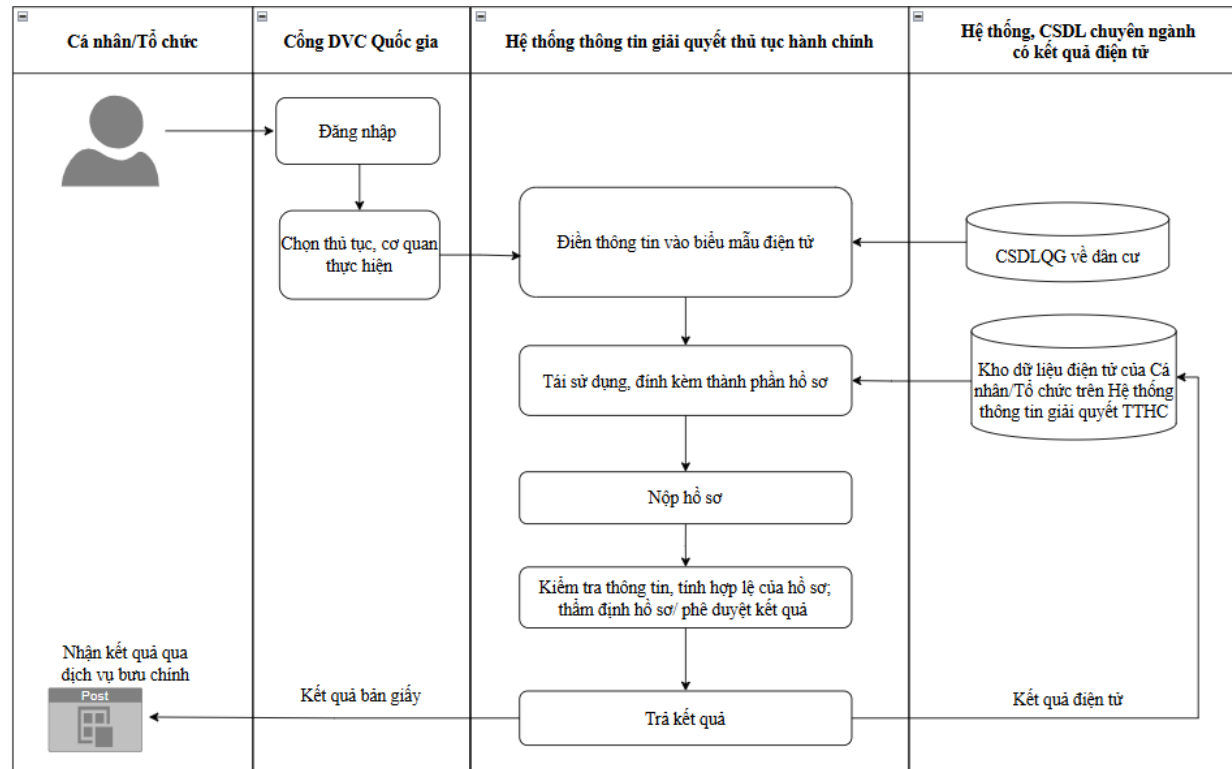 Cá nhân/Tổ chức
Cổng DVC Quốc gia
Hệ thống thông tin giải quyết thủ tục hành chính
Hệ thống, CSDL chuyên ngành
có kết quả điện tử
Đăng nhập
Chọn thủ tục, cơ quan
thực hiện
Điền thông tin vào biểu mẫu điện tử
CSDLQG về dân cư
Tái sử dụng, đính kèm thành phần hồ sơ
Kho dữ liệu điện tử của Cá
nhân/Tổ chức trên Hệ thống
thông tin giải quyết TTHC
Nộp hồ sơ
Kiểm tra thông tin, tính hợp lệ của hồ sơ;
thẩm định hồ sơ/ phê duyệt kết quả
Nhận kết quả qua
dịch vụ bưu chính
Post
Kết quả bản giấy
Trả kết quả
Kết quả điện tử